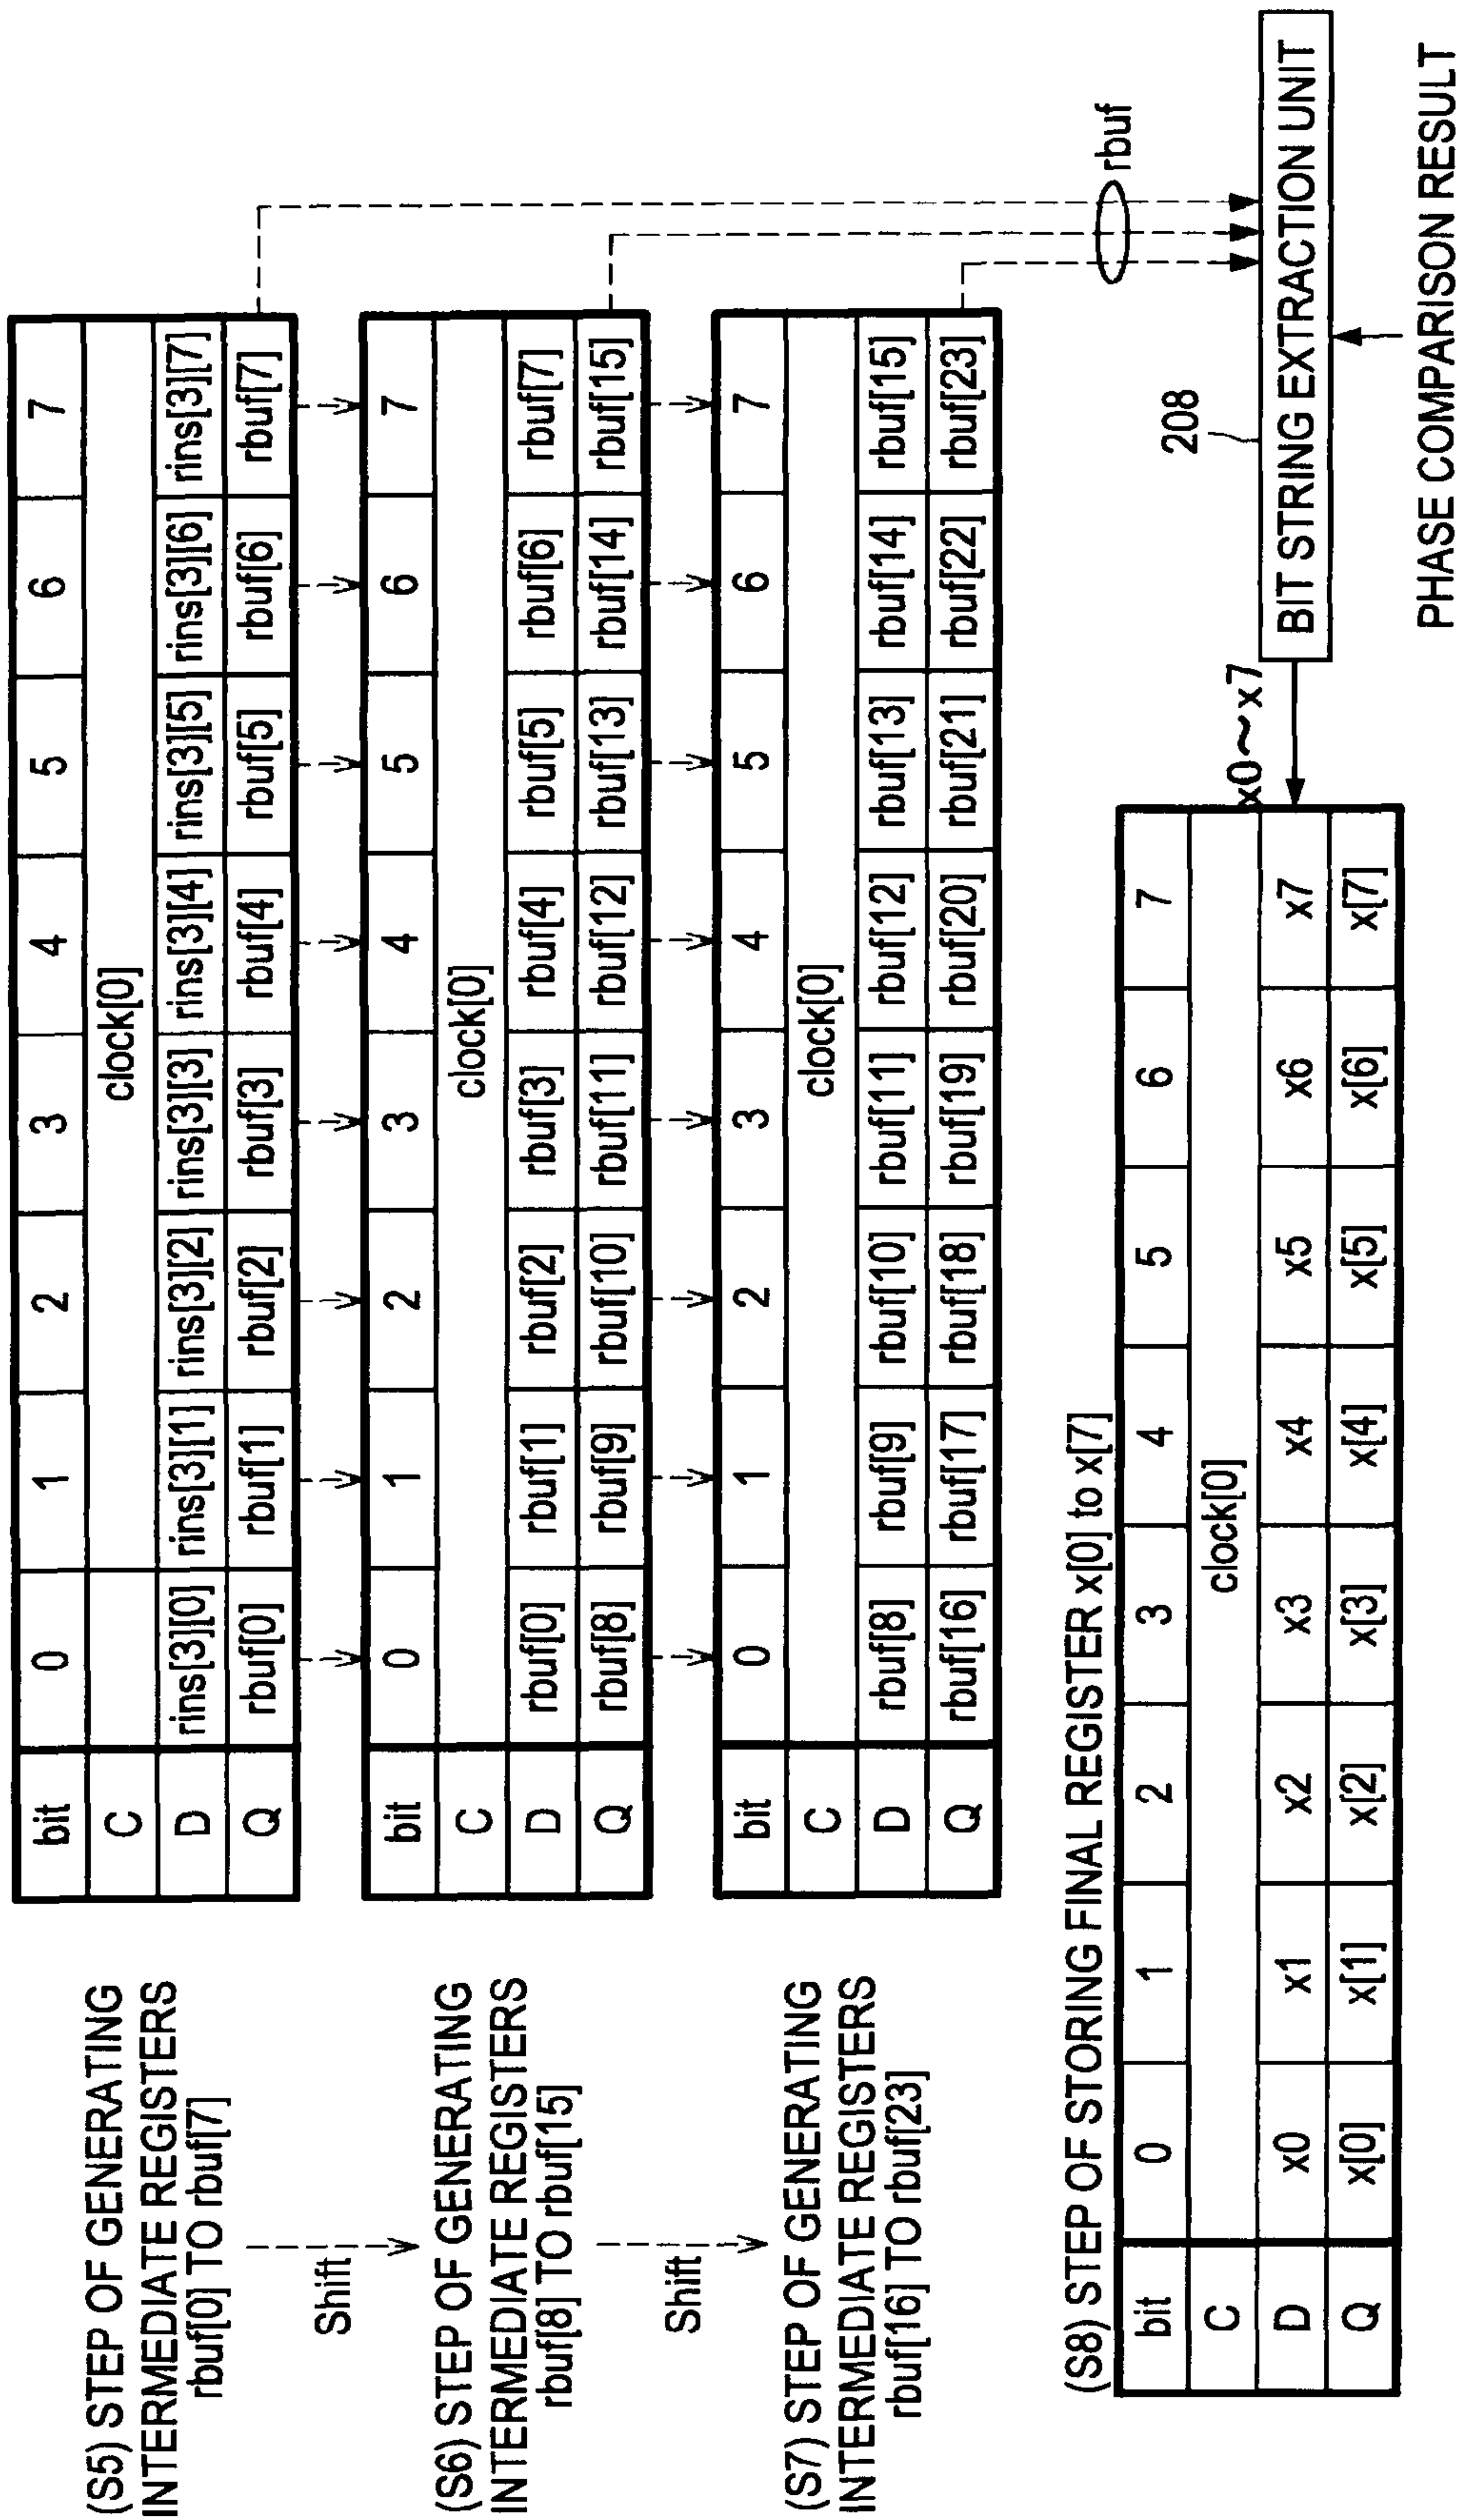 (S5) STEP OF GENERATING
INTERMEDIATE REGISTERS
rbuf[0] TO rbuf[7]
bit 0 1 2 3 4 5 6 7
C clock[0]
D rins[3][0] rins[3][1] rins[3][2] rins[3][3] rins[3][4] rins[3][5] rins[3][6] rins[3][7]
Q rbuf[0] rbuf[1] rbuf[2] rbuf[3] rbuf[4] rbuf[5] rbuf[6] rbuf[7]
Shift
(S6) STEP OF GENERATING
INTERMEDIATE REGISTERS
rbuf[8] TO rbuf[15]
bit 0 1 2 3 4 5 6 7
C clock[0]
D rbuf[0] rbuf[1] rbuf[2] rbuf[3] rbuf[4] rbuf[5] rbuf[6] rbuf[7]
Q rbuf[8] rbuf[9] rbuf[10] rbuf[11] rbuf[12] rbuf[13] rbuf[14] rbuf[15]
Shift
(S7) STEP OF GENERATING
INTERMEDIATE REGISTERS
rbuf[16] TO rbuf[23]
bit 0 1 2 3 4 5 6 7
C clock[0]
D rbuf[8] rbuf[9] rbuf[10] rbuf[11] rbuf[12] rbuf[13] rbuf[14] rbuf[15]
Q rbuf[16] rbuf[17] rbuf[18] rbuf[19] rbuf[20] rbuf[21] rbuf[22] rbuf[23]
rbuf
(S8) STEP OF STORING FINAL REGISTER x[0] to x[7]
bit 0 1 2 3 4 5 6 7
C clock[0]
D x0 x1 x2 x3 x4 x5 x6 x7
Q x[0] x[1] x[2] x[3] x[4] x[5] x[6] x[7]
x0~x7
208
BIT STRING EXTRACTION UNIT
PHASE COMPARISON RESULT